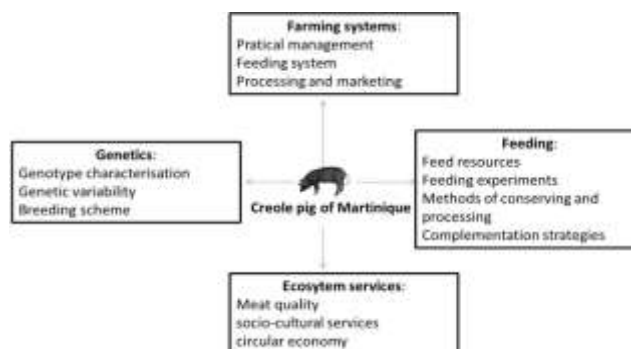 Farming systems:
Pratical management
Feeding system
Processing and marketing
Genetics:
Genotype characterisation
Genetic variability
Breeding scheme
Feeding:
Feed resources
Feeding experiments
Methods of conserving and
processing
Complementation strategies
Creole pig of Martinique
Ecosytem services:
Meat quality
socio-cultural services
circular economy